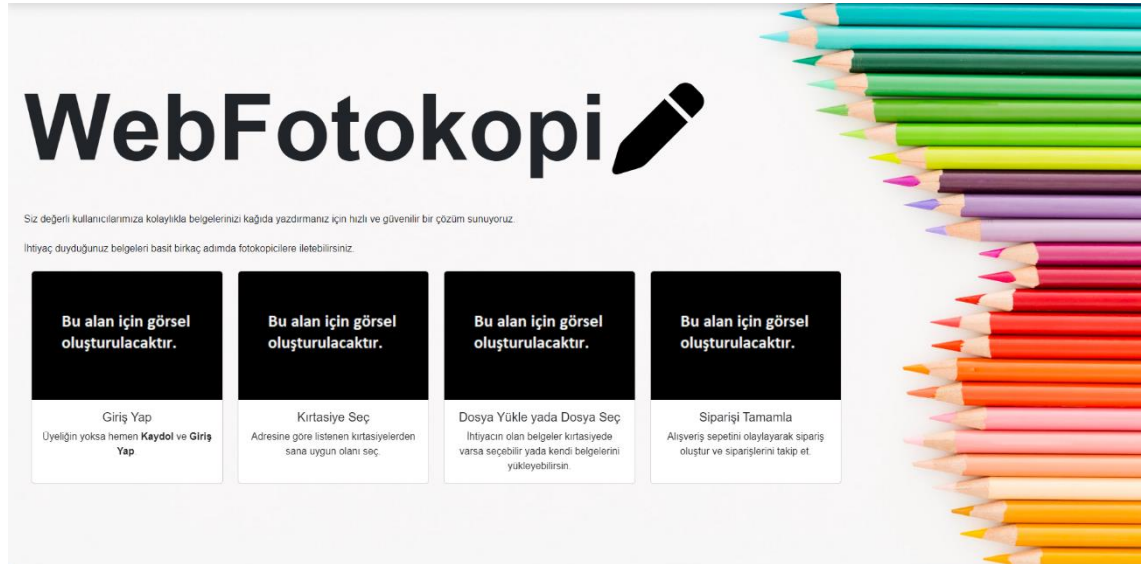 WebFotokopi
Siz değerli kullanıcılarımıza kolaylıkla belgelerinizi kağıda yazdırmanız için hızlı ve güvenilir bir çözüm sunuyoruz.
İhtiyaç duyduğunuz belgeleri basit birkaç adımda fotokopicilere iletebilirsiniz.
Bu alan için görsel
oluşturulacaktır.
Giriş Yap
Üyeliğin yoksa hemen Kaydol ve Giriş
Yap
Bu alan için görsel
oluşturulacaktır.
Kırtasiye Seç
Adresine göre listenen kırtasiyelerden
sana uygun olanı seç.
Bu alan için görsel
oluşturulacaktır.
Dosya Yükle yada Dosya Seç
İhtiyacın olan belgeler kırtasiyede
varsa seçebilir yada kendi belgelerini
yükleyebilirsin.
Bu alan için görsel
oluşturulacaktır.
Siparişi Tamamla
Alışveriş sepetini olaylayarak sipariş
oluştur ve siparişlerini takip et.